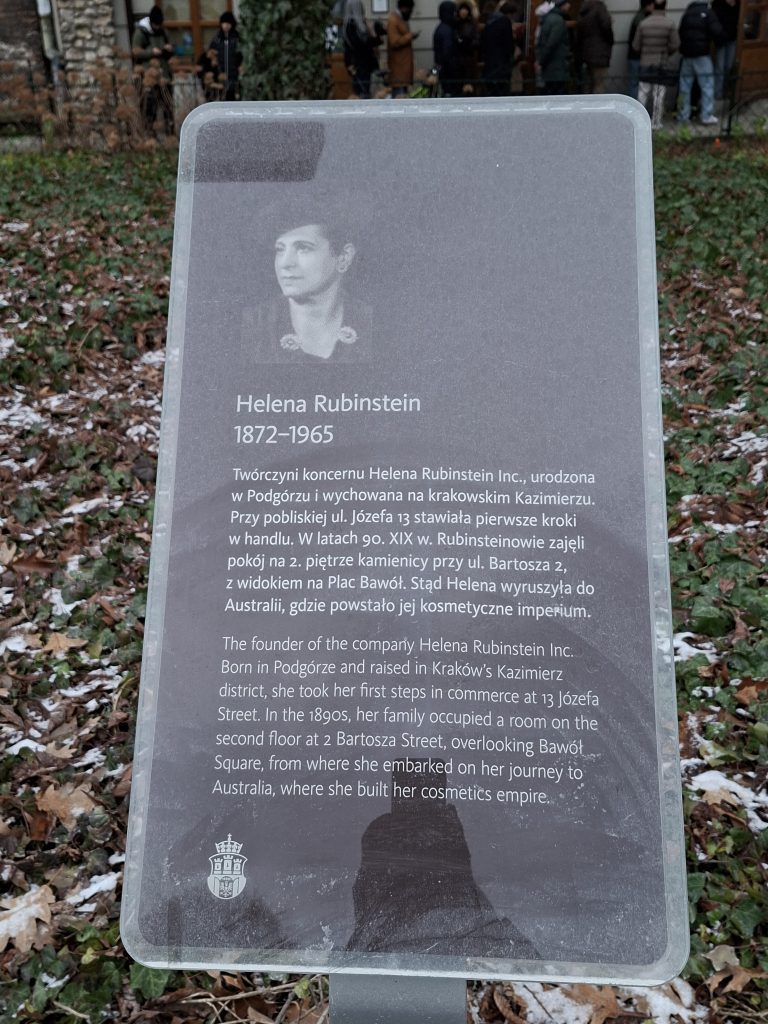 Helena Rubinstein
1872–1965
Twórczyni koncernu Helena Rubinstein Inc., urodzona
w Podgórzu i wychowana na krakowskim Kazimierzu.
Przy pobliskiej ul. Józefa 13 stawiała pierwsze kroki
w handlu. W latach 90. XIX w. Rubinsteinowie zajęli
pokój na 2. piętrze kamienicy przy ul. Bartosza 2,
z widokiem na Plac Bawół. Stąd Helena wyruszyła do
Australii, gdzie powstało jej kosmetyczne imperium.
The founder of the company Helena Rubinstein Inc.
Born in Podgórze and raised in Kraków's Kazimierz
district, she took her first steps in commerce at 13 Józefa
Street. In the 1890s, her family occupied a room on the
second floor at 2 Bartosza Street, overlooking Bawół
Square, from where she embarked on her journey to
Australia, where she built her cosmetics empire.